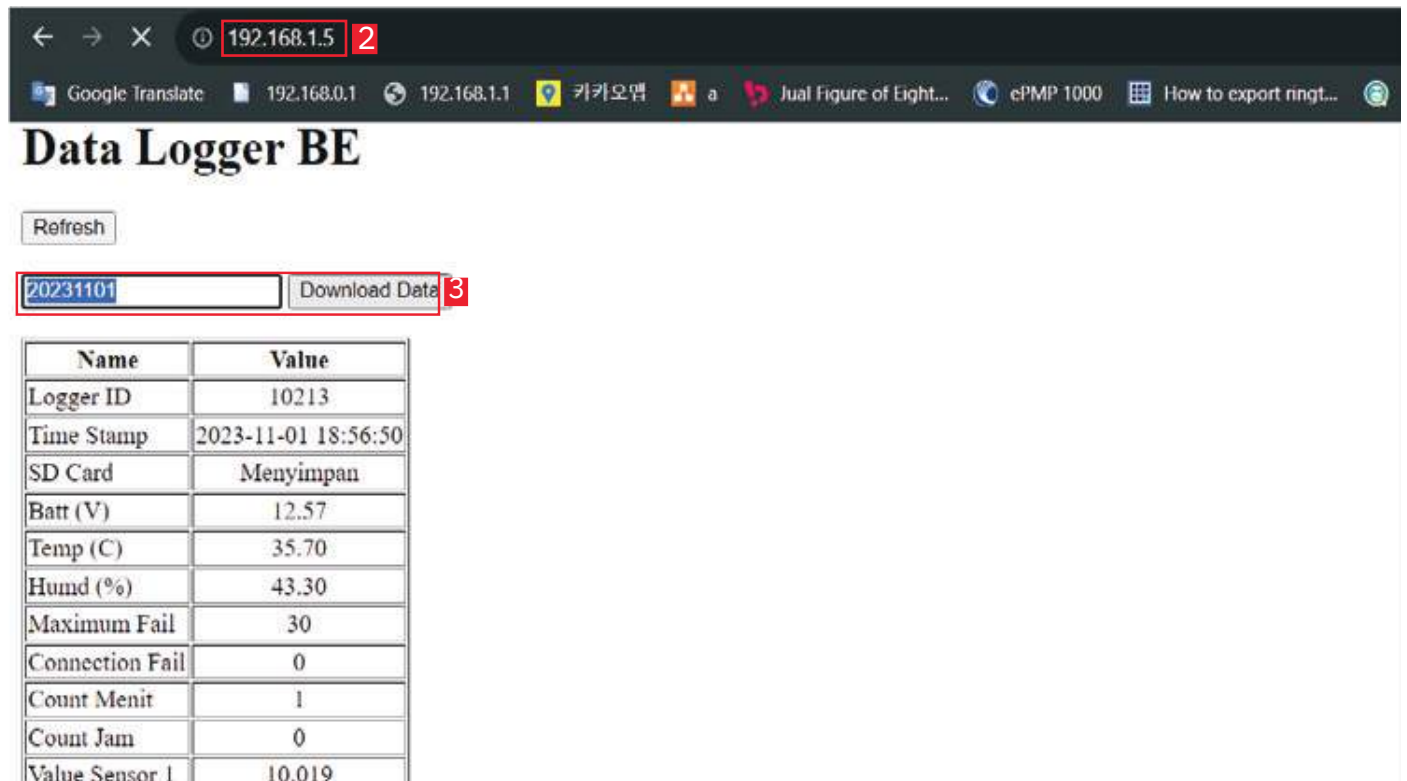 192.168.1.5 2
Google Translate 192.168.0.1 192.168.1.1 키키오맵 a Jual Figure of Eight... ePMP 1000 How to export ringt...
Data Logger BE
Refresh
20231101 Download Data 3
Name Value
Logger ID 10213
Time Stamp 2023-11-01 18:56:50
SD Card Menyimpan
Batt (V) 12.57
Temp (C) 35.70
Humd (%) 43.30
Maximum Fail 30
Connection Fail 0
Count Menit 1
Count Jam 0
Value Sensor 1 10.019